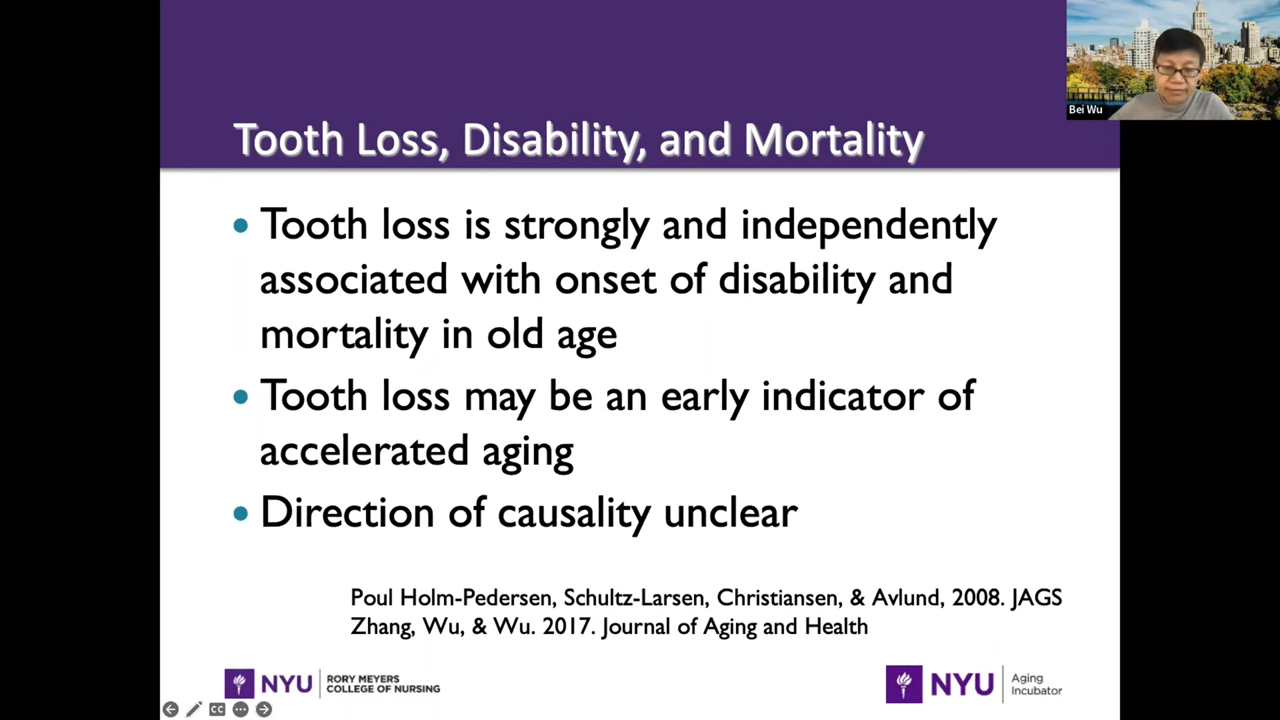 Bei Wu
Tooth Loss, Disability, and Mortality
• Tooth loss is strongly and independently
associated with onset of disability and
mortality in old age
• Tooth loss may be an early indicator of
accelerated aging
• Direction of causality unclear
Poul Holm-Pedersen, Schultz-Larsen, Christiansen, & Avlund, 2008. JAGS
Zhang, Wu, & Wu. 2017. Journal of Aging and Health
NYU
RORY MEYERS
COLLEGE OF NURSING
NYU
Aging
Incubator
CC